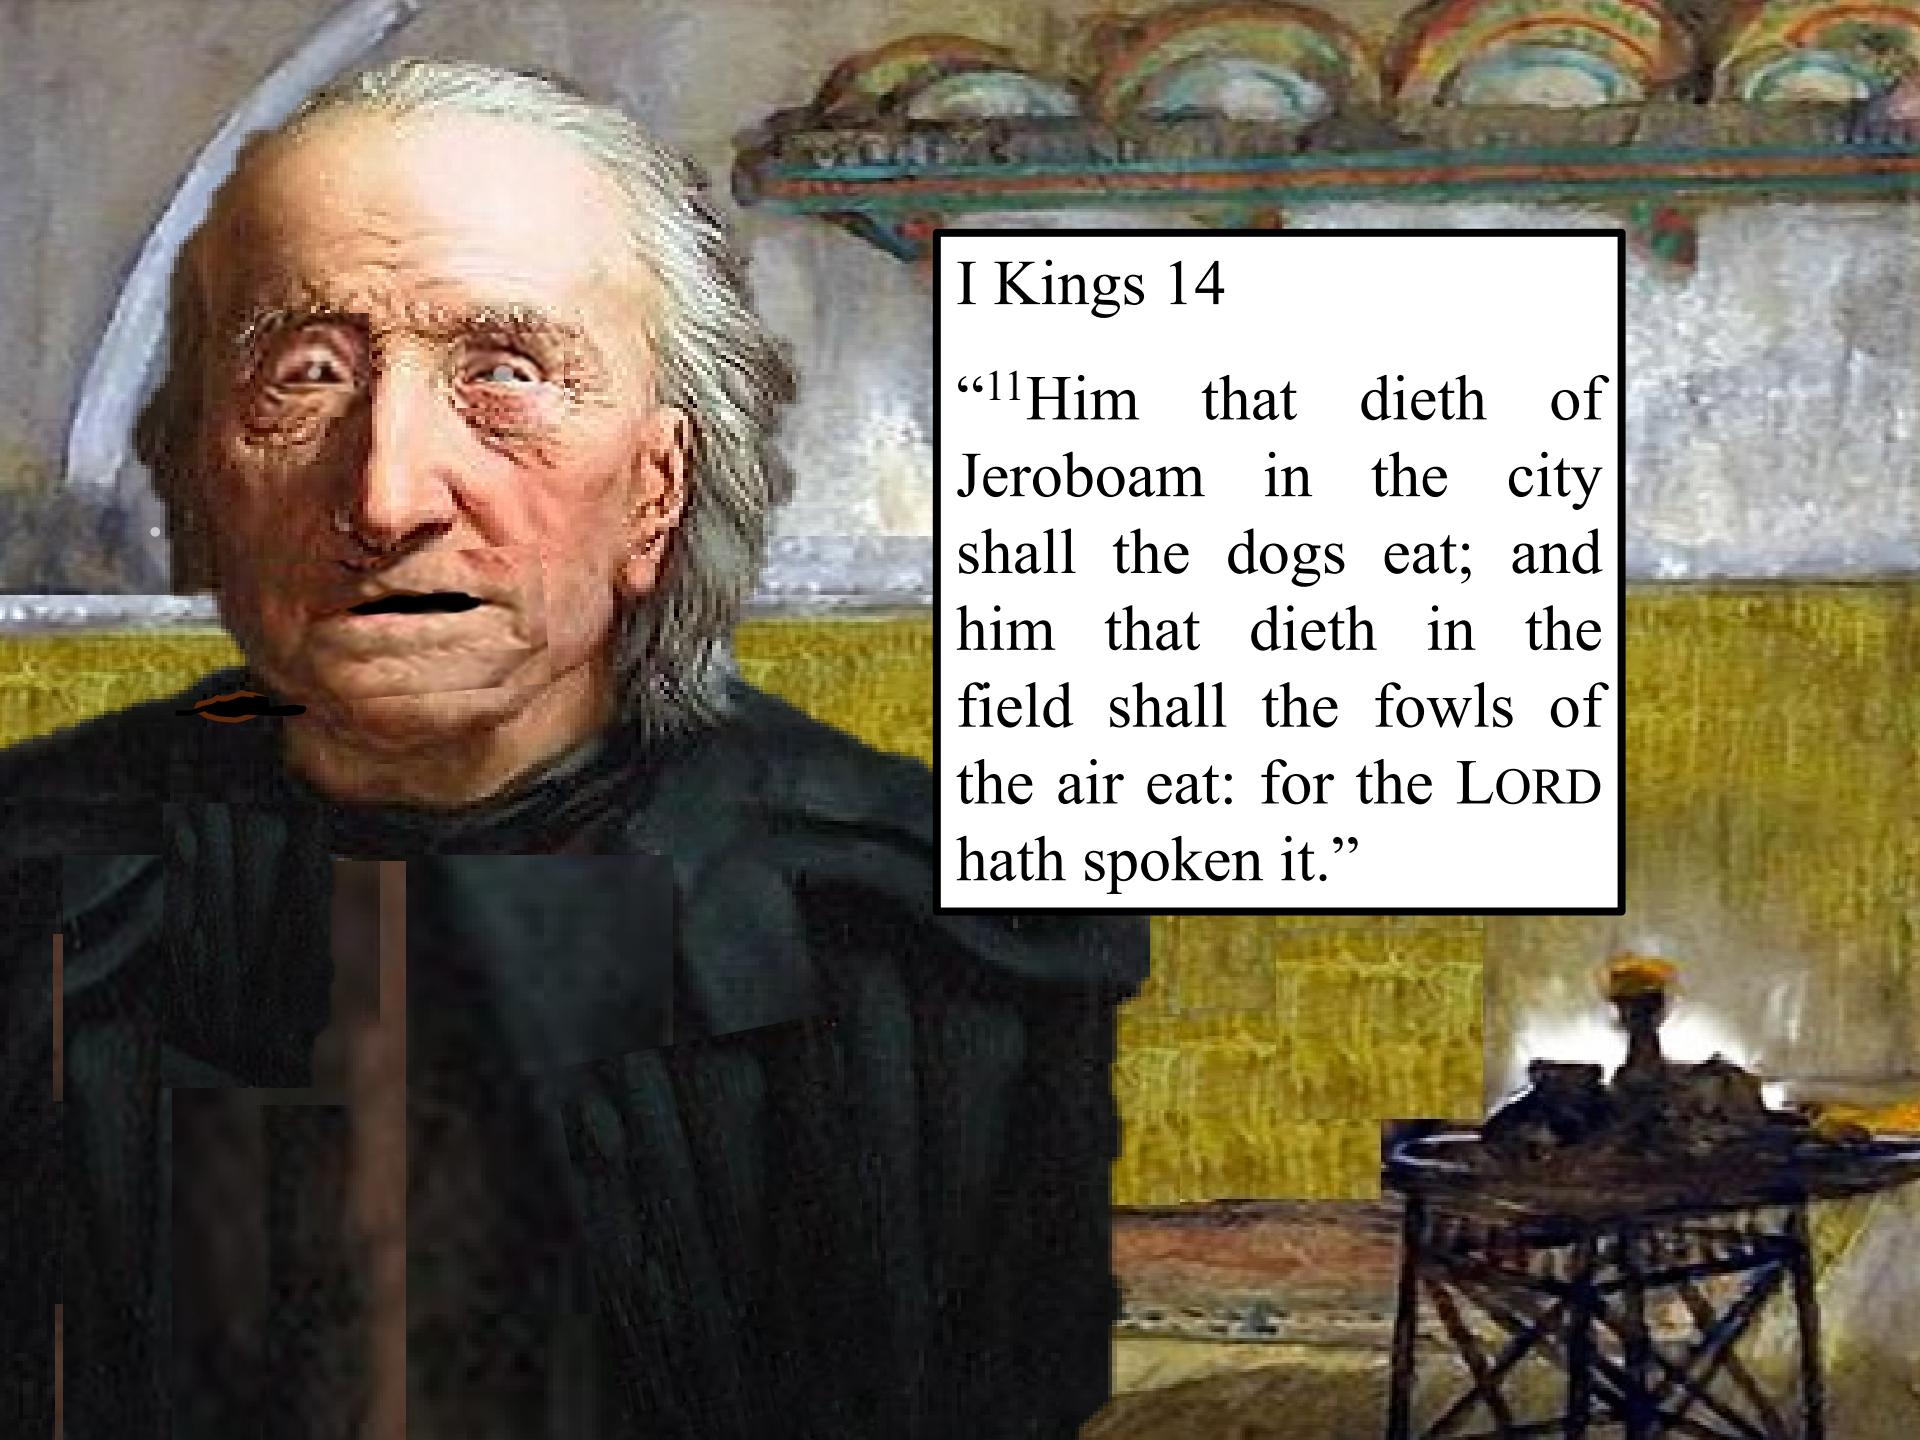 I Kings 14
“11Him that dieth of
Jeroboam in the city
shall the dogs eat; and
him that dieth in the
field shall the fowls of
the air eat: for the LORD
hath spoken it.”